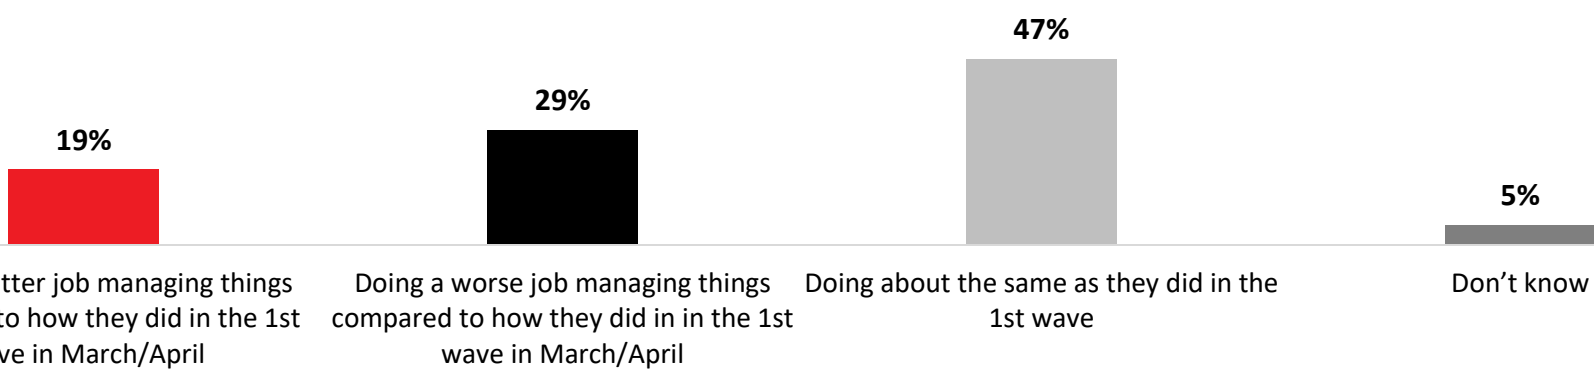 47%
29%
19%
5%
job managing things
to how they did in the 1st
in March/April
Doing a worse job managing things
compared to how they did in in the 1st
wave in March/April
Doing about the same as they did in the
1st wave
Don’t know